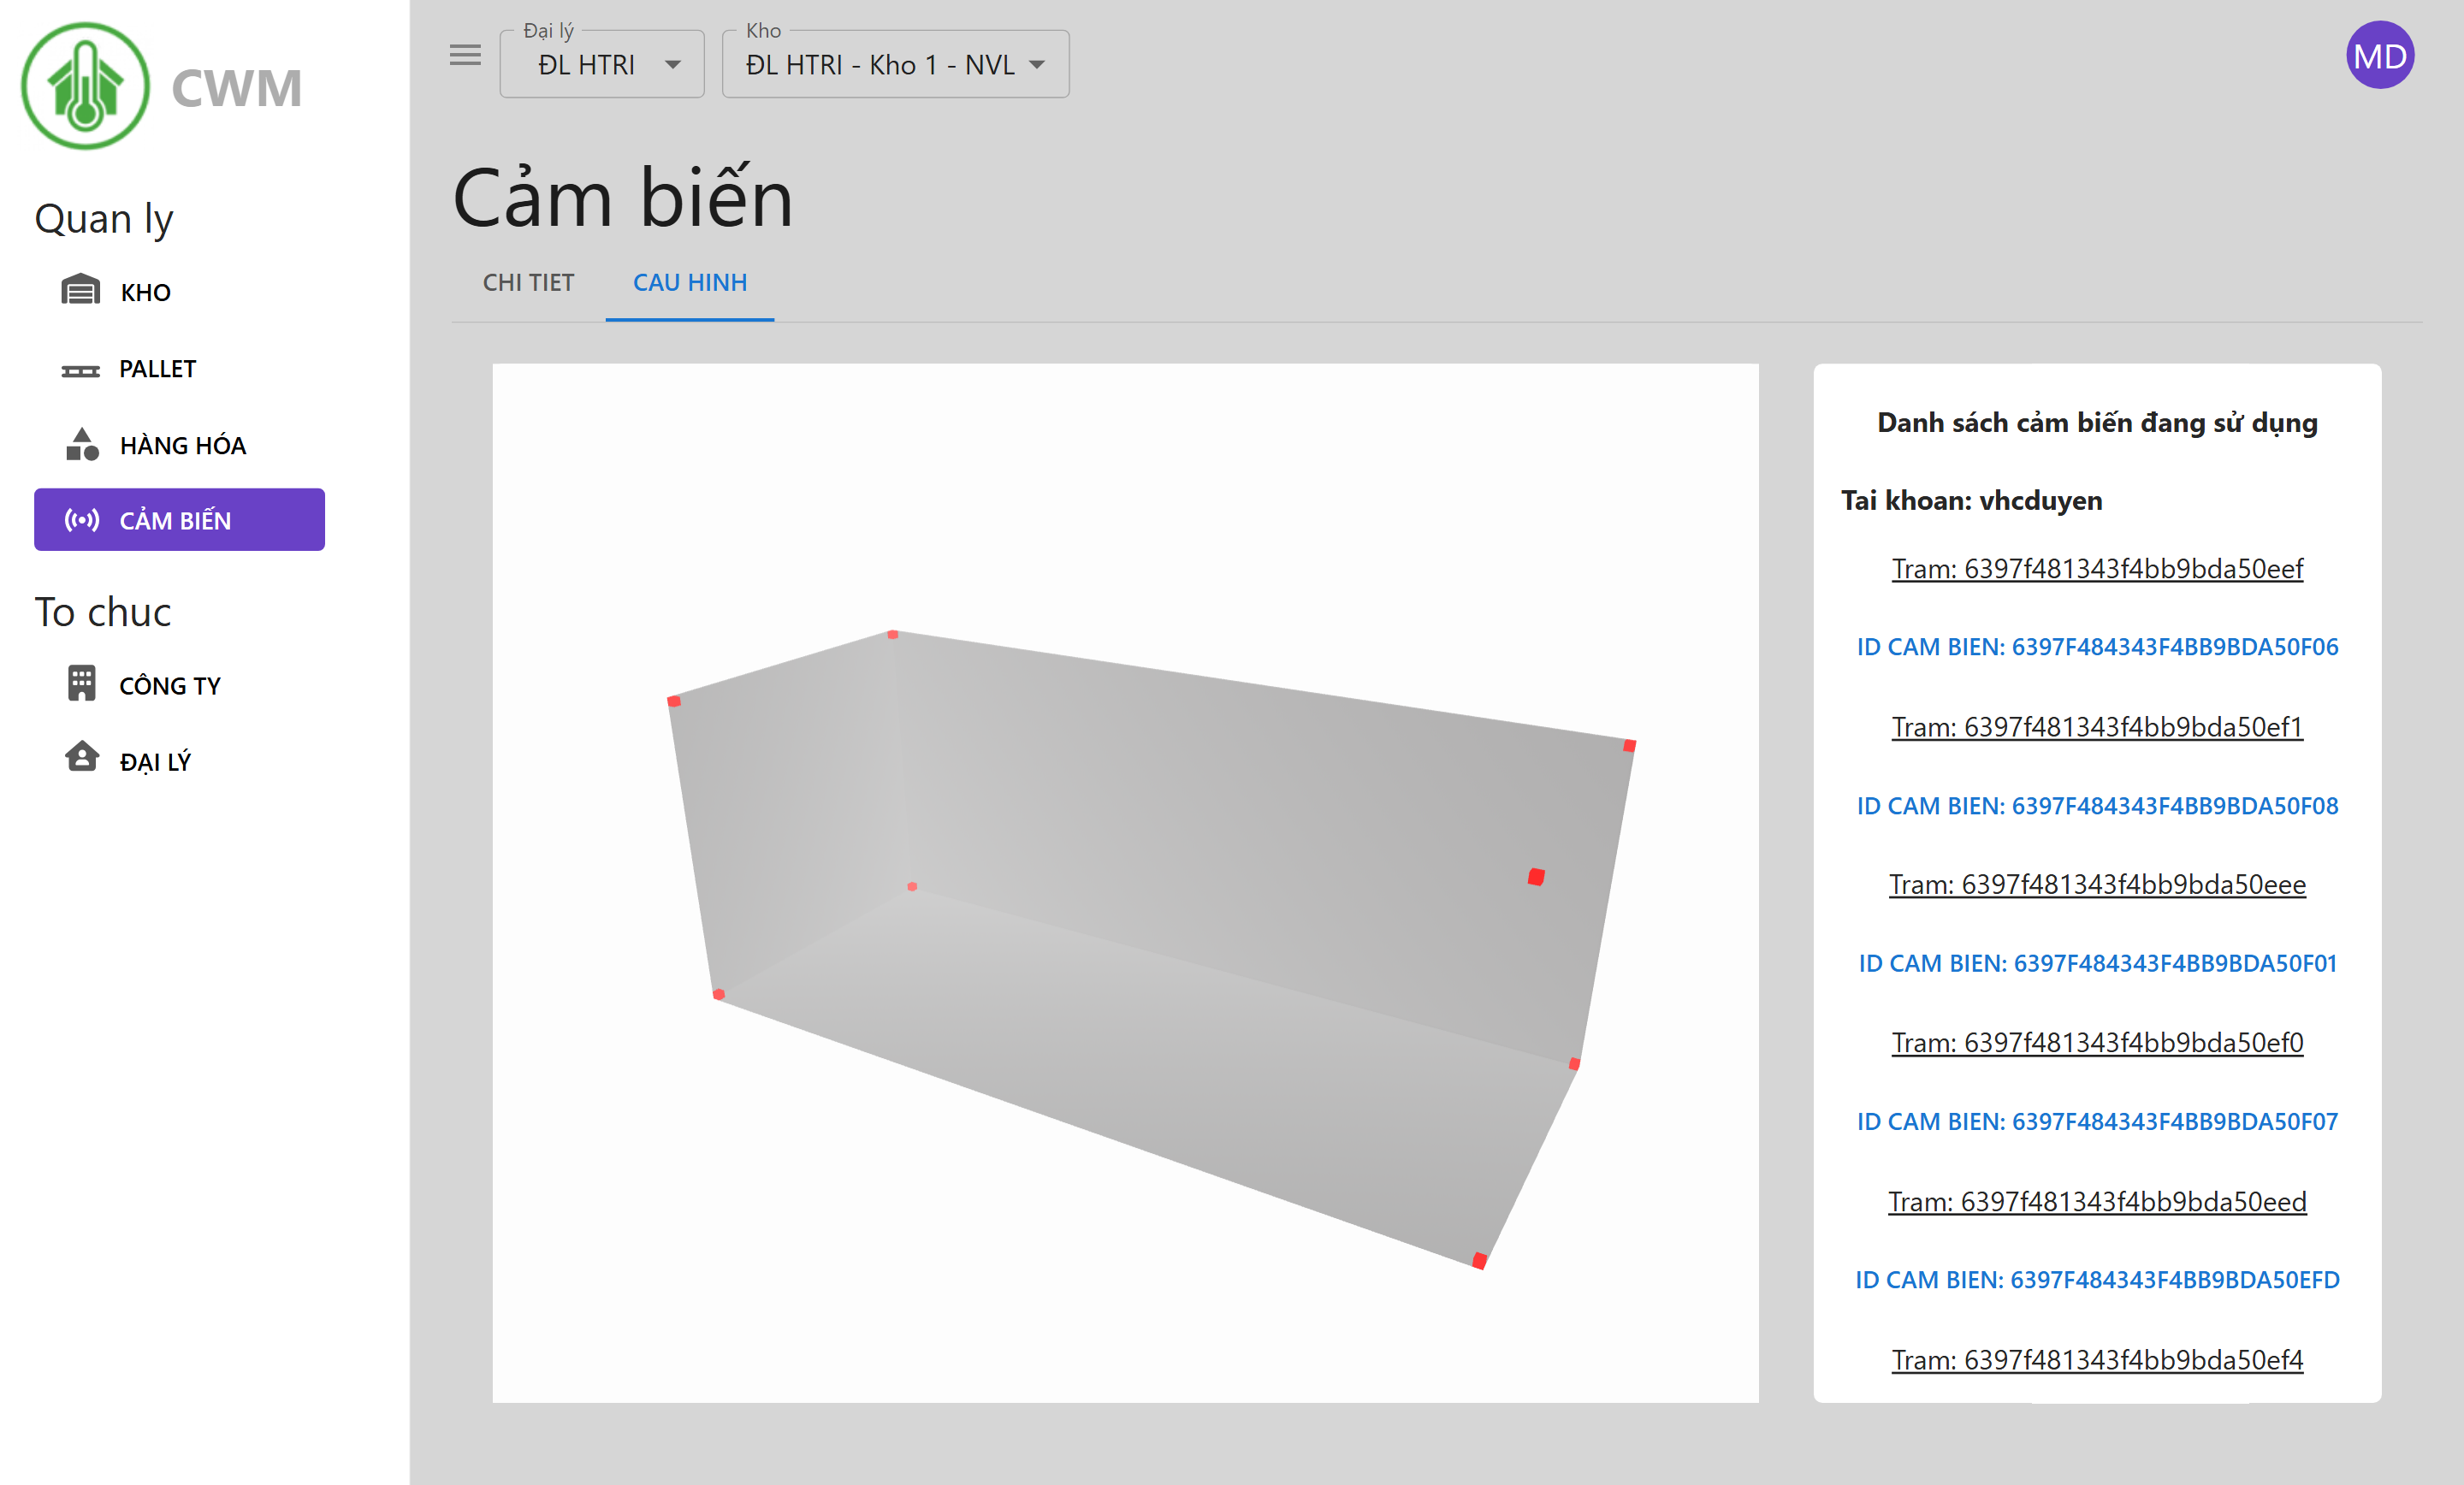 CWM
Quan ly
KHO
PALLET
HÀNG HÓA
CẢM BIẾN
To chuc
CÔNG TY
ĐẠI LÝ
Đại lý
ĐL HTRI
Kho
ĐL HTRI - Kho 1 - NVL
MD
Cảm biến
CHI TIET
CAU HINH
Danh sách cảm biến đang sử dụng
Tai khoan: vhcduyen
Tram: 6397f481343f4bb9bda50eef
ID CAM BIEN: 6397F484343F4BB9BDA50F06
Tram: 6397f481343f4bb9bda50ef1
ID CAM BIEN: 6397F484343F4BB9BDA50F08
Tram: 6397f481343f4bb9bda50eee
ID CAM BIEN: 6397F484343F4BB9BDA50F01
Tram: 6397f481343f4bb9bda50ef0
ID CAM BIEN: 6397F484343F4BB9BDA50F07
Tram: 6397f481343f4bb9bda50eed
ID CAM BIEN: 6397F484343F4BB9BDA50EFD
Tram: 6397f481343f4bb9bda50ef4